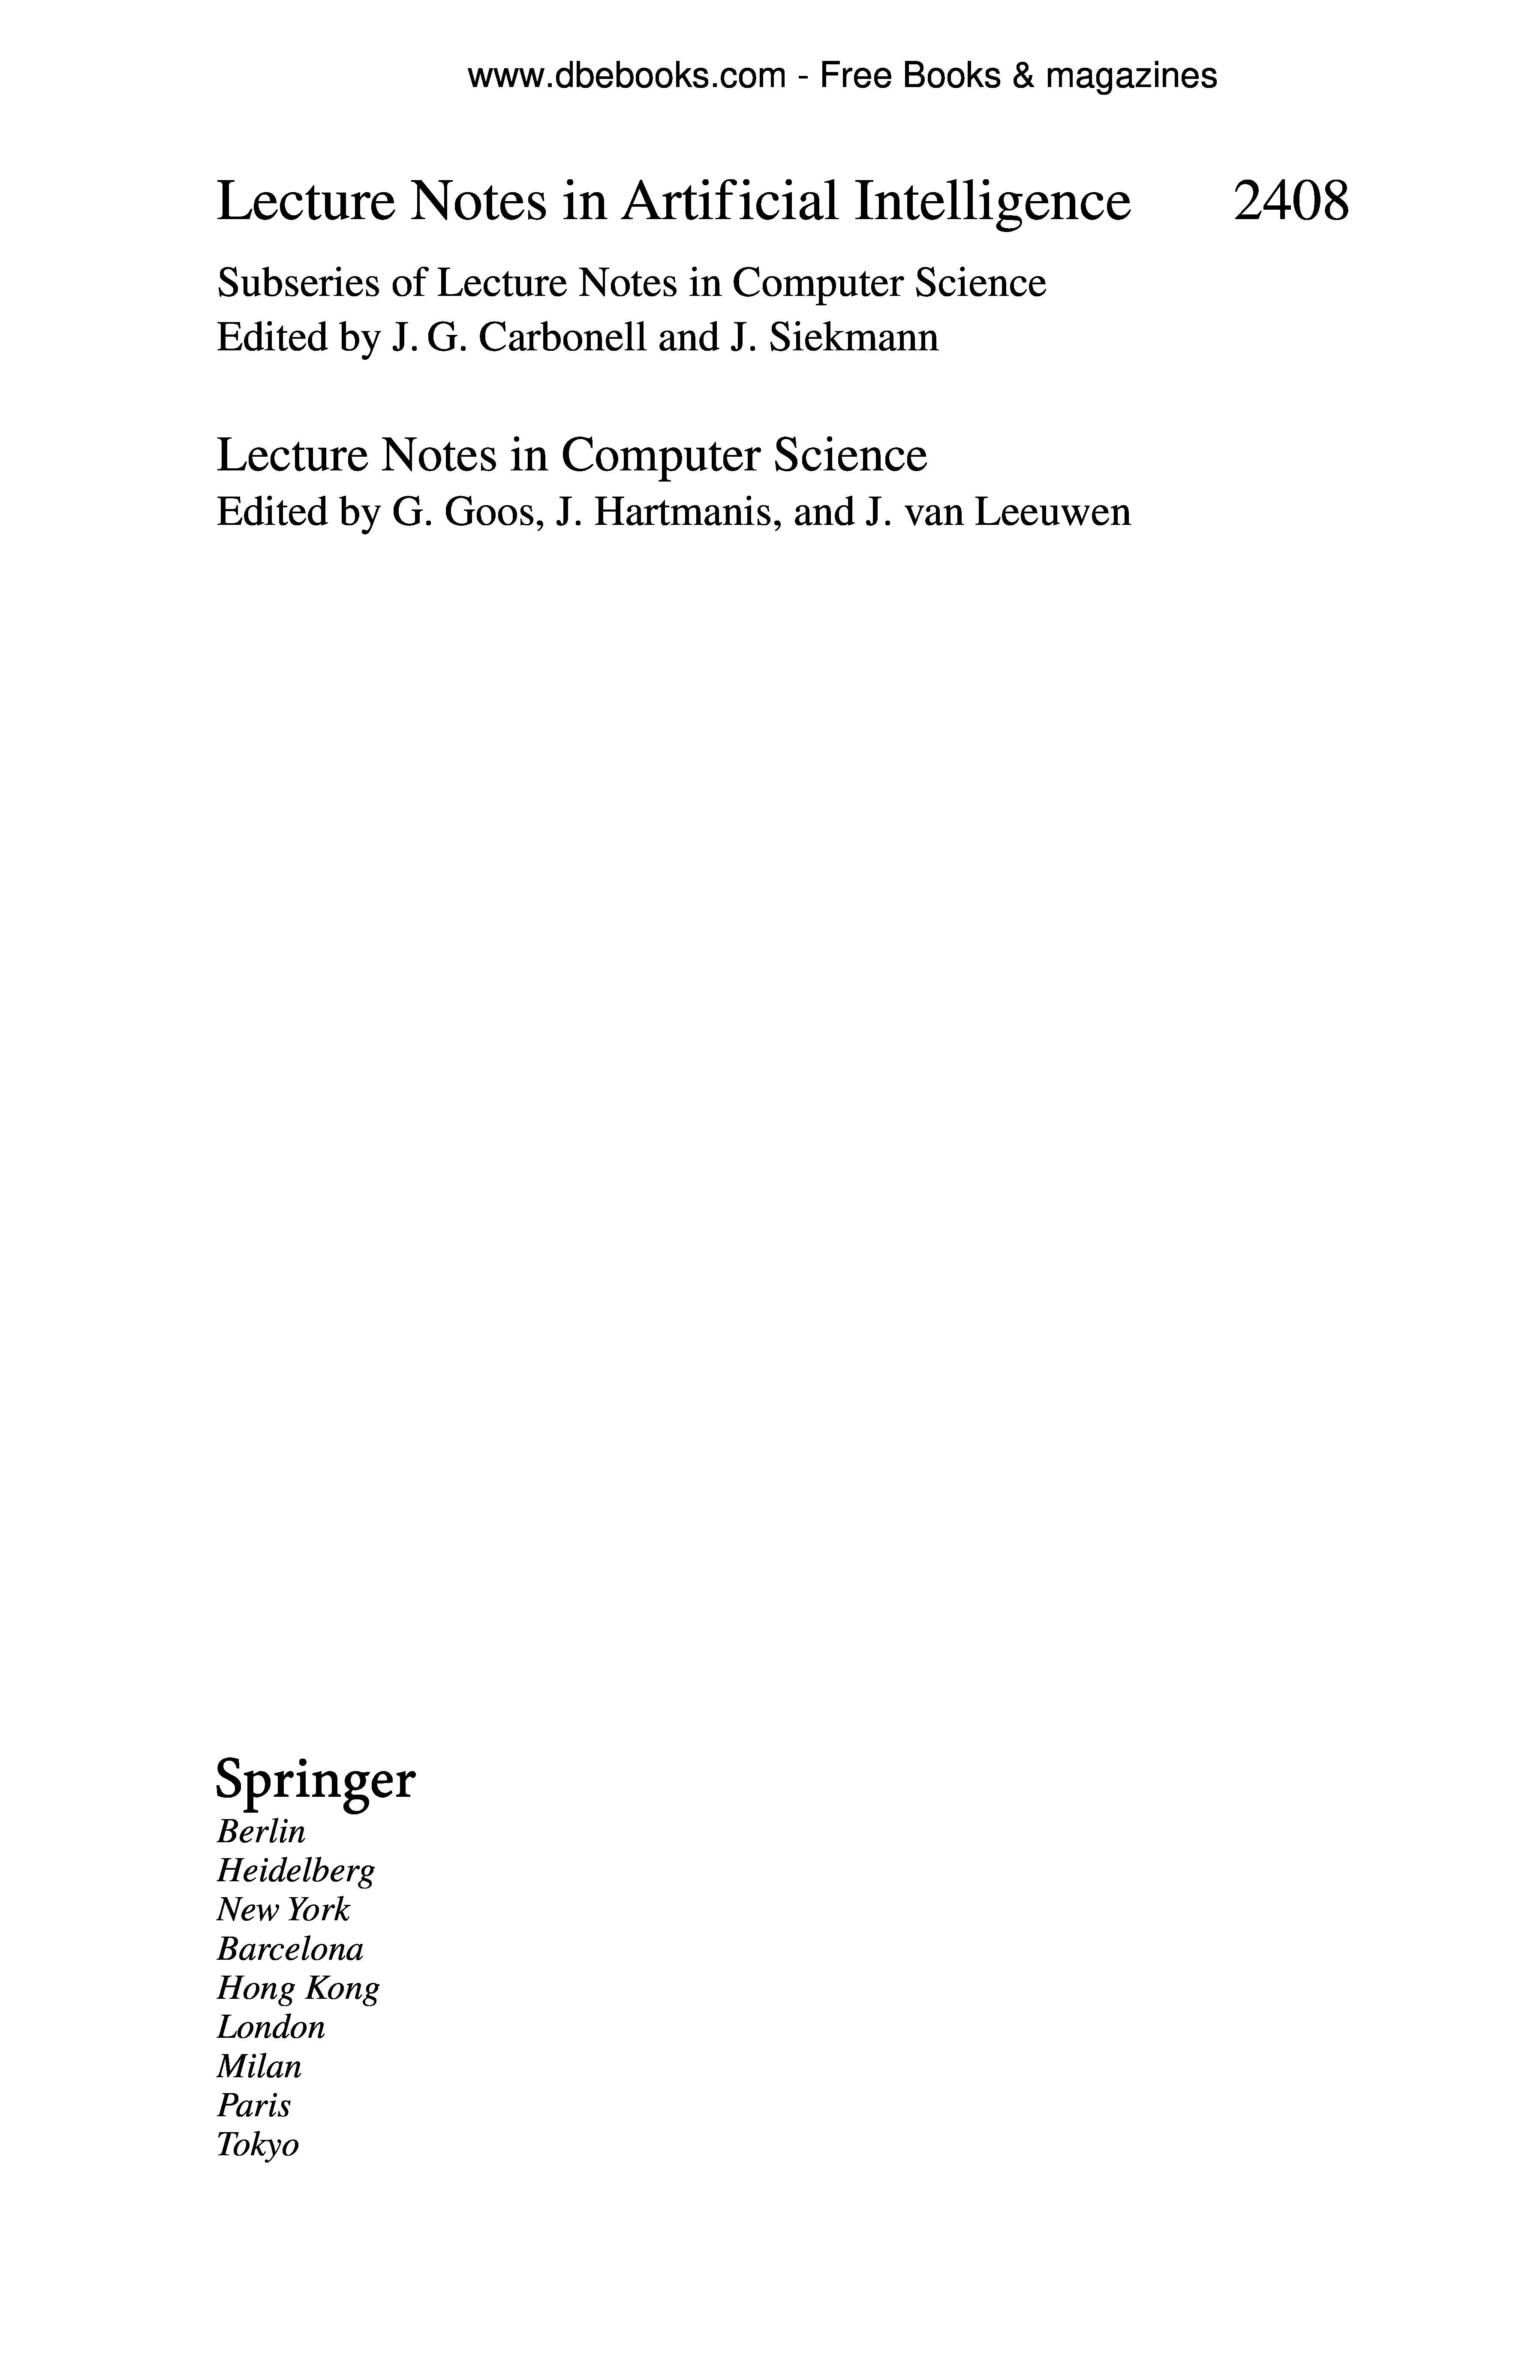 www.dbebooks.com - Free Books & magazines
Lecture Notes in Artificial Intelligence 2408
Subseries of Lecture Notes in Computer Science
Edited by J. G. Carbonell and J. Siekmann
Lecture Notes in Computer Science
Edited by G. Goos, J. Hartmanis, and J. van Leeuwen
Springer
Berlin
Heidelberg
New York
Barcelona
Hong Kong
London
Milan
Paris
Tokyo